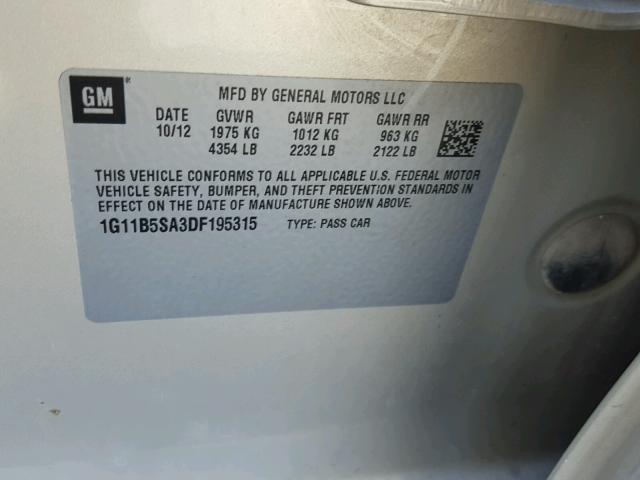 GM
MFD BY GENERAL MOTORS LLC
DATE GVWR GAWR FRT GAWR RR
10/12 1975 KG 1012 KG 963 KG
4354 LB 2232 LB 2122 LB
THIS VEHICLE CONFORMS TO ALL APPLICABLE U.S. FEDERAL MOTOR
VEHICLE SAFETY, BUMPER, AND THEFT PREVENTION STANDARDS IN
EFFECT ON THE DATE OF MANUFACTURE SHOWN ABOVE.
1G11B5SA3DF195315 TYPE: PASS CAR